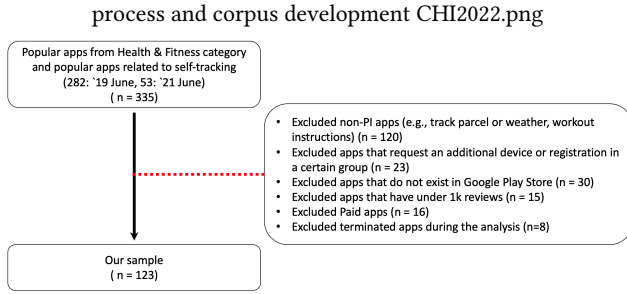 process and corpus development CHI2022.png
Popular apps from Health & Fitness category
and popular apps related to self-tracking
(282: `19 June, 53: `21 June)
( n = 335)
• Excluded non-PI apps (e.g., track parcel or weather, workout
instructions) (n = 120)
• Excluded apps that request an additional device or registration in
a certain group (n = 23)
• Excluded apps that do not exist in Google Play Store (n = 30)
• Excluded apps that have under 1k reviews (n = 15)
• Excluded Paid apps (n = 16)
• Excluded terminated apps during the analysis (n=8)
Our sample
( n = 123)